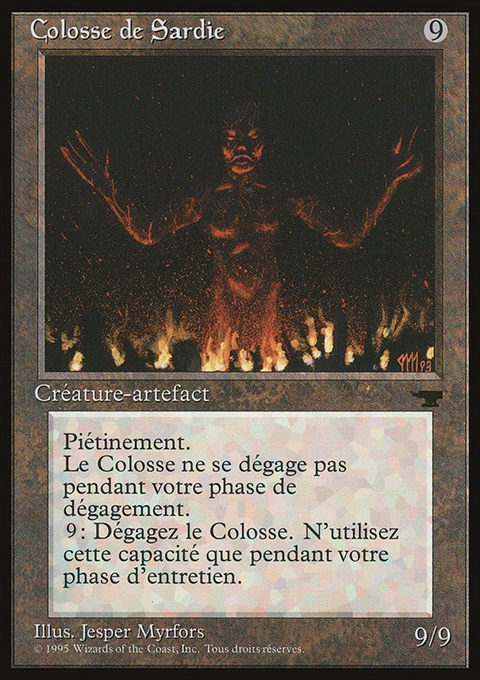 Colosse de Sardie 9
JM93
Créature-artefact
Piétinement.
Le Colosse ne se dégage pas
pendant votre phase de
dégagement.
9: Dégagez le Colosse. N'utilisez
cette capacité que pendant votre
phase d'entretien.
Illus. Jesper Myrfors
9/9
© 1995 Wizards of the Coast, Inc. Tous droits réservés.